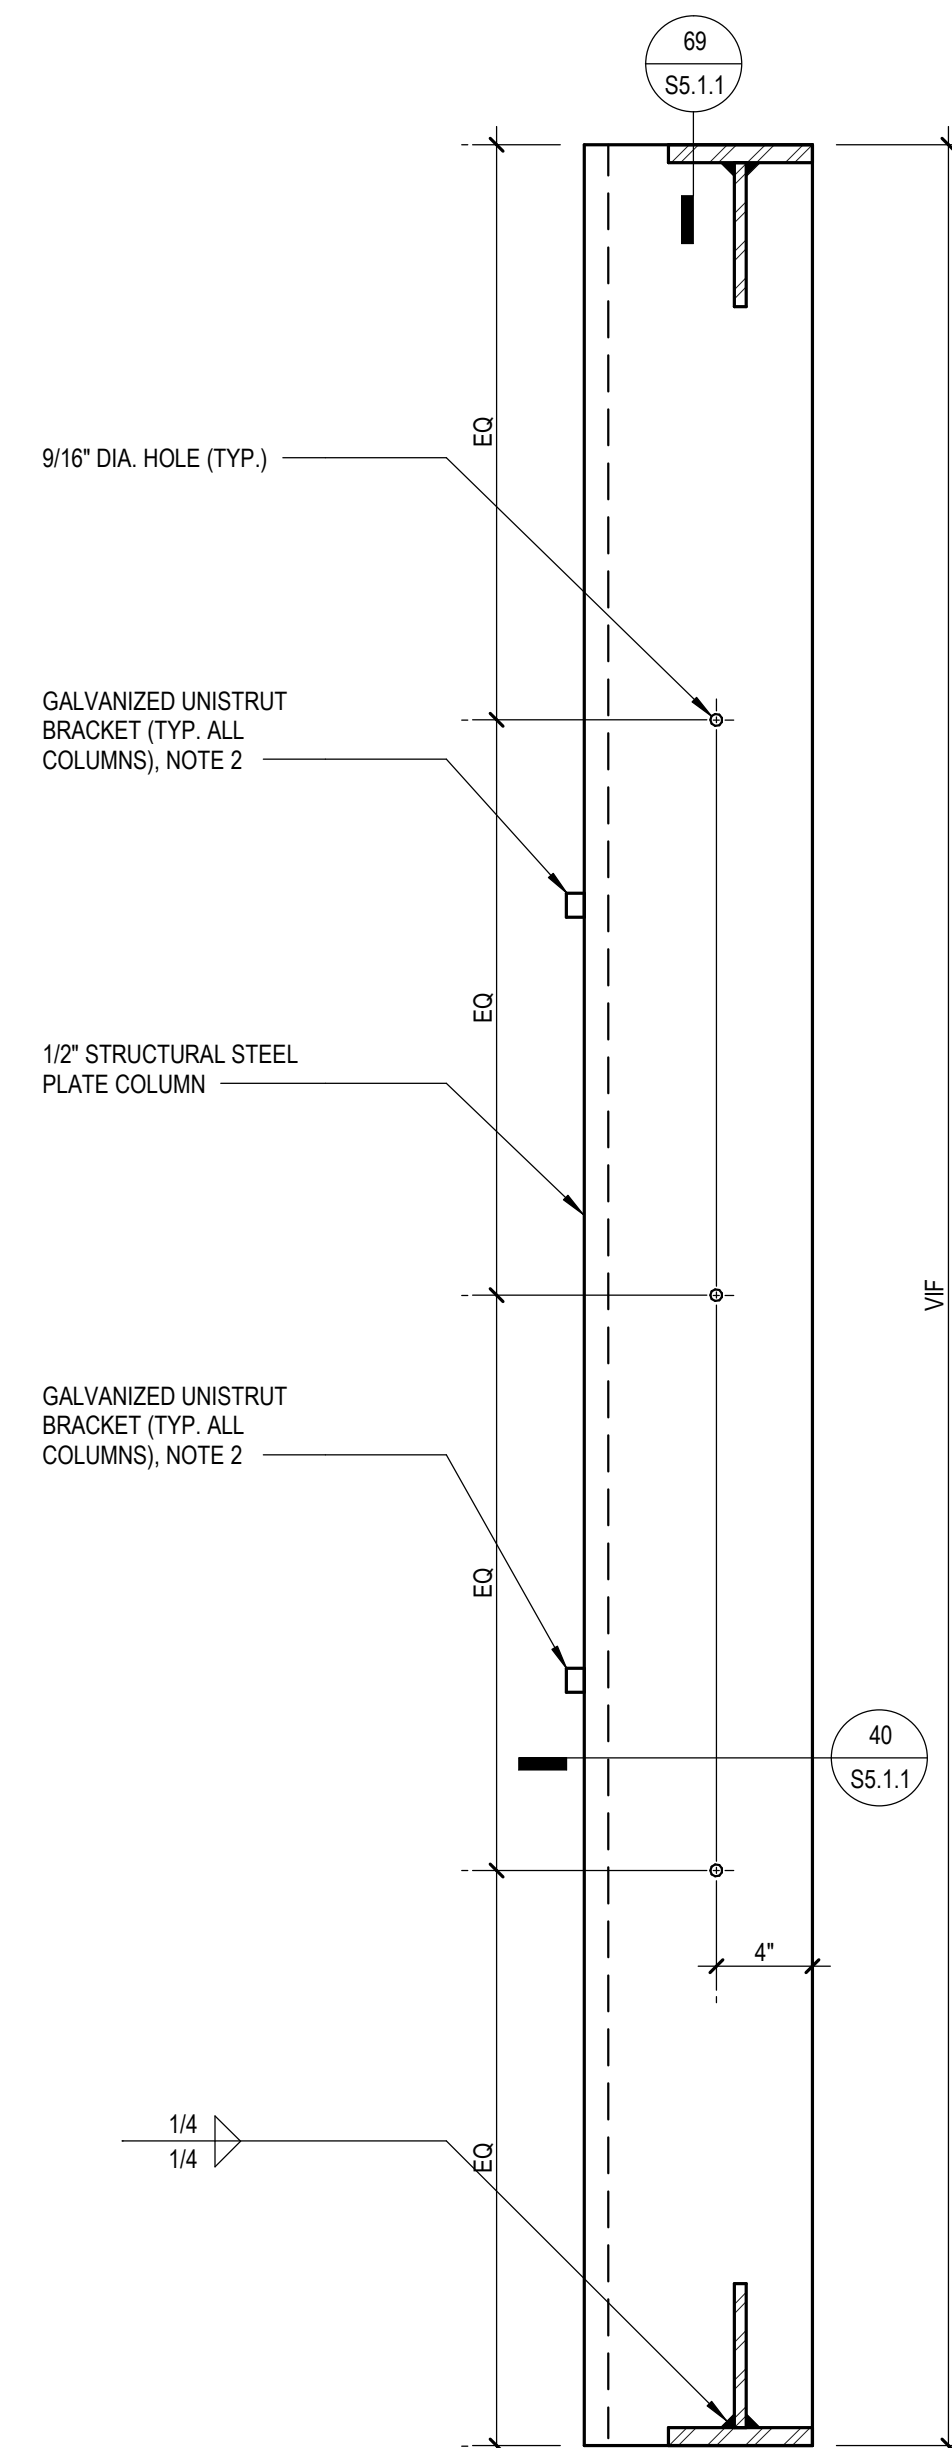 69
S5.1.1
EQ
9/16" DIA. HOLE (TYP.)
GALVANIZED UNISTRUT
BRACKET (TYP. ALL
COLUMNS), NOTE 2
EQ
1/2" STRUCTURAL STEEL
PLATE COLUMN
VIF
GALVANIZED UNISTRUT
BRACKET (TYP. ALL
COLUMNS), NOTE 2
EQ
40
S5.1.1
4"
1/4
1/4
EQ